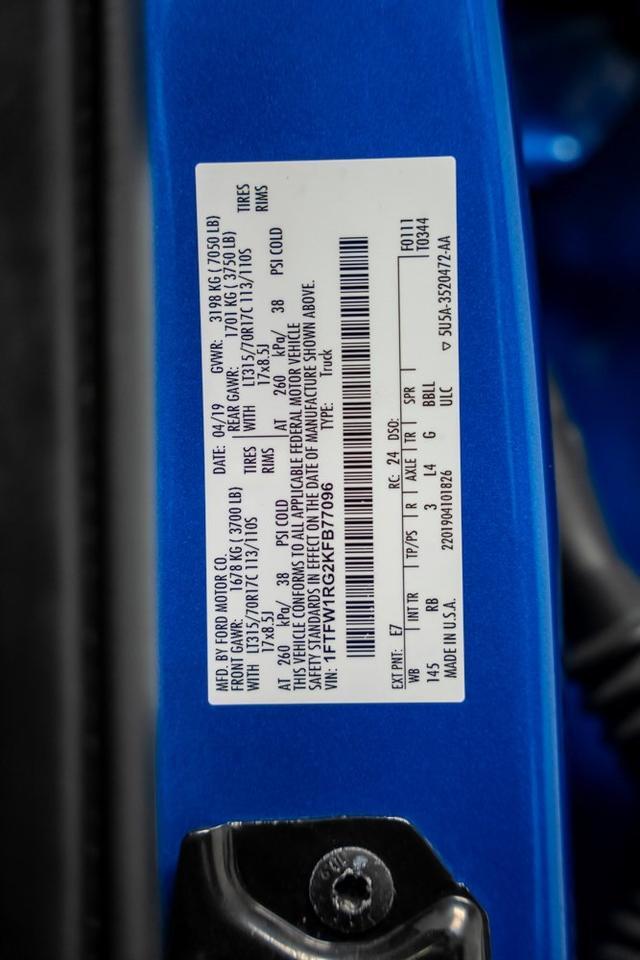 MFD. BY FORD MOTOR CO.
DATE: 04/19 GVWR: 3198 KG ( 7050 LB)
FRONT GAWR: 1678 KG ( 3700 LB)
REAR GAWR: 1701 KG ( 3750 LB)
WITH LT315/70R17C 113/110S TIRES
WITH LT315/70R17C 113/110S TIRES
17x8.5J RIMS
17x8.5J RIMS
AT 260 kPa/ 38 PSI COLD
AT 260 kPa/ 38 PSI COLD
THIS VEHICLE CONFORMS TO ALL APPLICABLE FEDERAL MOTOR VEHICLE
SAFETY STANDARDS IN EFFECT ON THE DATE OF MANUFACTURE SHOWN ABOVE.
VIN: 1FTFW1RG2KFB77096 TYPE: Truck
EXT PNT: E7 RC: 24 DSO: F0111
WB INT TR TP/PS R AXLE TR SPR T0344
145 RB 3 L4 G BBLL
MADE IN U.S.A. 2201904101826 ULC ▽ 5U5A-3520472-AA